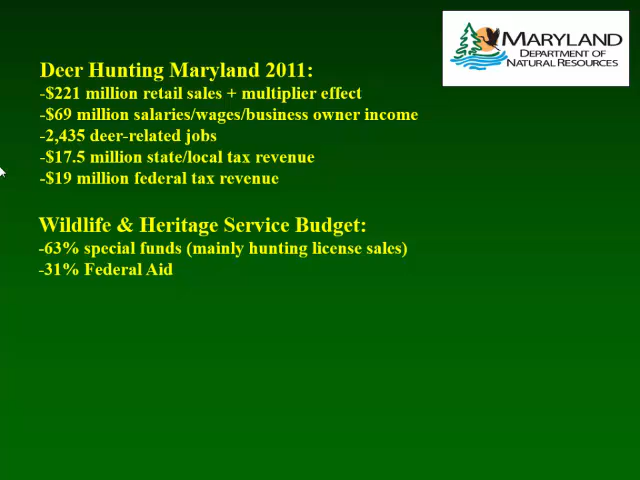 MARYLAND
DEPARTMENT OF
NATURAL RESOURCES
Deer Hunting Maryland 2011:
-$221 million retail sales + multiplier effect
-$69 million salaries/wages/business owner income
-2,435 deer-related jobs
-$17.5 million state/local tax revenue
-$19 million federal tax revenue
Wildlife & Heritage Service Budget:
-63% special funds (mainly hunting license sales)
-31% Federal Aid